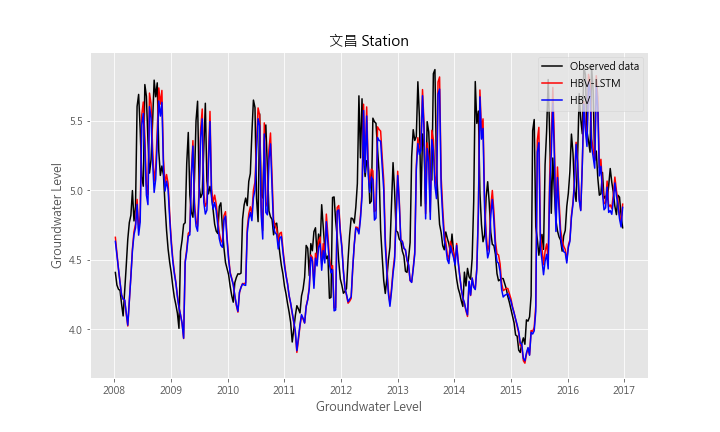 文昌 Station
Observed data
HBV-LSTM
HBV
Groundwater Level
5.5
5.0
4.5
4.0
2008 2009 2010 2011 2012 2013 2014 2015 2016 2017
Groundwater Level